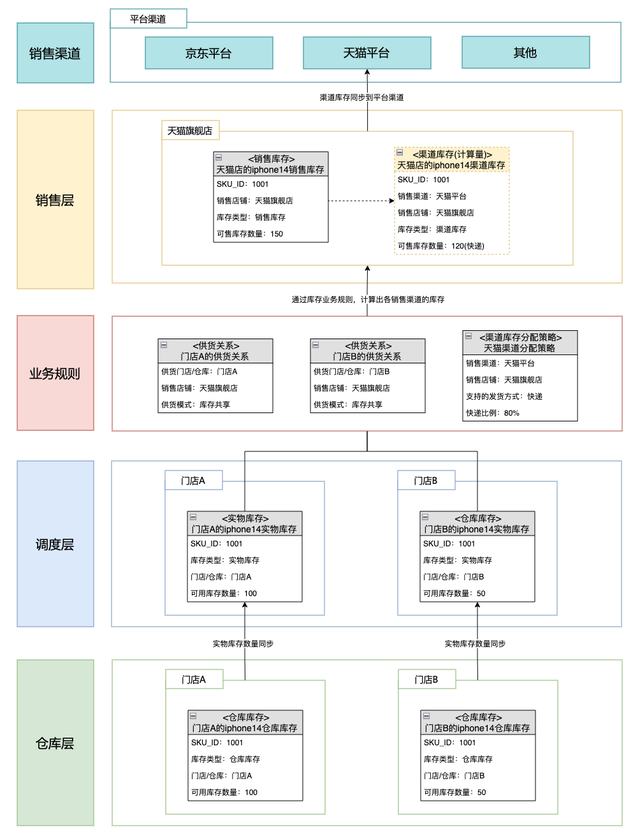 平台渠道
销售渠道
京东平台
天猫平台
其他
渠道库存同步到平台渠道
销售层
天猫旗舰店
<销售库存>
天猫店的iphone14销售库存
SKU_ID：1001
销售店铺：天猫旗舰店
库存类型：销售库存
可售库存数量：150
<渠道库存(计算量)>
天猫店的iphone14渠道库存
SKU_ID：1001
销售渠道：天猫平台
销售店铺：天猫旗舰店
库存类型：渠道库存
可售库存数量：120(快递)
通过库存业务规则，计算出各销售渠道的库存
业务规则
<供货关系>
门店A的供货关系
供货门店/仓库：门店A
销售店铺：天猫旗舰店
供货模式：库存共享
<供货关系>
门店B的供货关系
供货门店/仓库：门店B
销售店铺：天猫旗舰店
供货模式：库存共享
<渠道库存分配策略>
天猫渠道分配策略
销售渠道：天猫平台
销售店铺：天猫旗舰店
支持的发货方式：快递
快递比例：80%
调度层
门店A
<实物库存>
门店A的iphone14实物库存
SKU_ID：1001
库存类型：实物库存
门店/仓库：门店A
可用库存数量：100
门店B
<仓库库存>
门店B的iphone14实物库存
SKU_ID：1001
库存类型：实物库存
门店/仓库：门店B
可用库存数量：50
实物库存数量同步
实物库存数量同步
仓库层
门店A
<仓库库存>
门店A的iphone14仓库库存
SKU_ID：1001
库存类型：仓库库存
门店/仓库：门店A
可用库存数量：100
门店B
<仓库库存>
门店B的iphone14仓库库存
SKU_ID：1001
库存类型：仓库库存
门店/仓库：门店B
可用库存数量：50